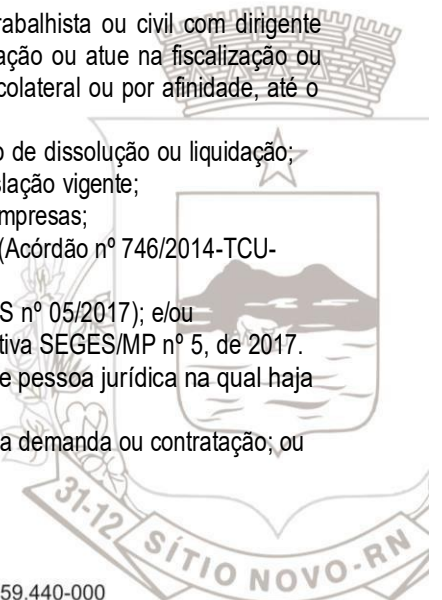 rabalhista ou civil com dirigente
ação ou atue na fiscalização ou
colateral ou por afinidade, até o
o de dissolução ou liquidação;
slação vigente;
mpresas;
(Acórdão nº 746/2014-TCU-
S nº 05/2017); e/ou
tiva SEGES/MP nº 5, de 2017.
e pessoa jurídica na qual haja
a demanda ou contratação; ou
31-12 SÍTIO NOVO-RN
59.440-000